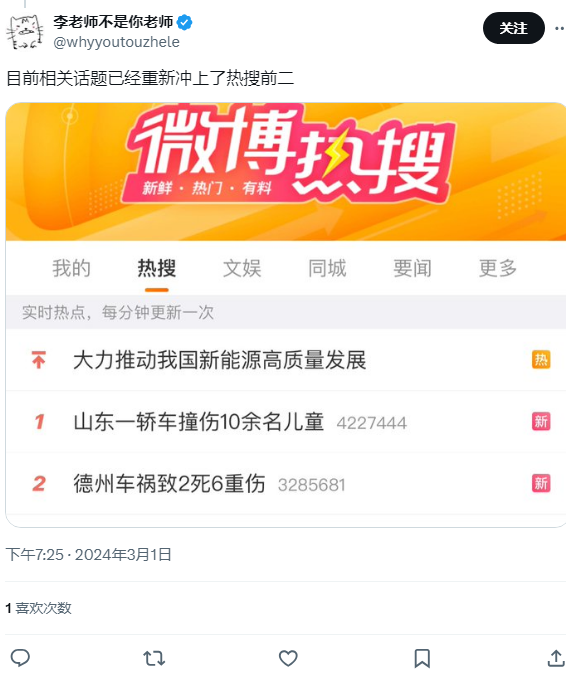 李老师不是你老师
@whyyoutouzhele
关注
目前相关话题已经重新冲上了热搜前二
微博热搜
新鲜·热门·有料
我的 热搜 文娱 同城 要闻 更多
实时热点，每分钟更新一次
大力推动我国新能源高质量发展 热
1 山东一轿车撞伤10余名儿童 4227444 新
2 德州车祸致2死6重伤 3285681 新
下午7:25 · 2024年3月1日
1 喜欢次数